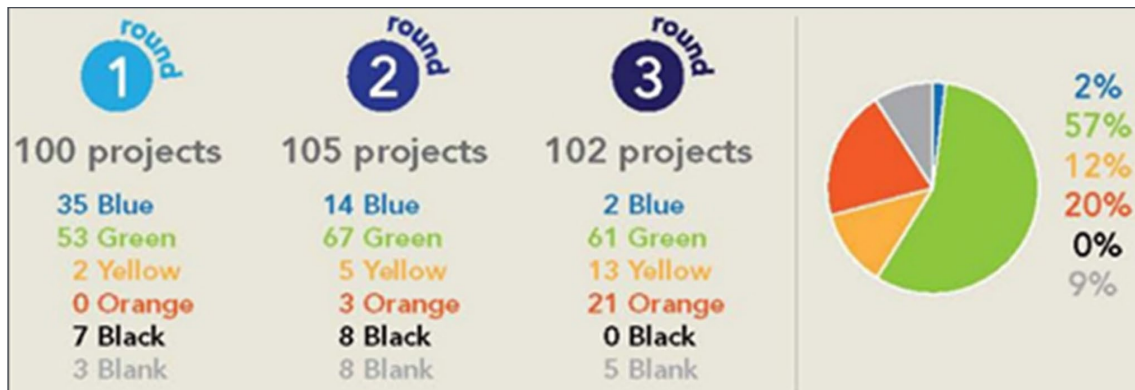 round
1
100 projects
35 Blue
53 Green
2 Yellow
0 Orange
7 Black
3 Blank
round
2
105 projects
14 Blue
67 Green
5 Yellow
3 Orange
8 Black
8 Blank
round
3
102 projects
2 Blue
61 Green
13 Yellow
21 Orange
0 Black
5 Blank
2%
57%
12%
20%
0%
9%